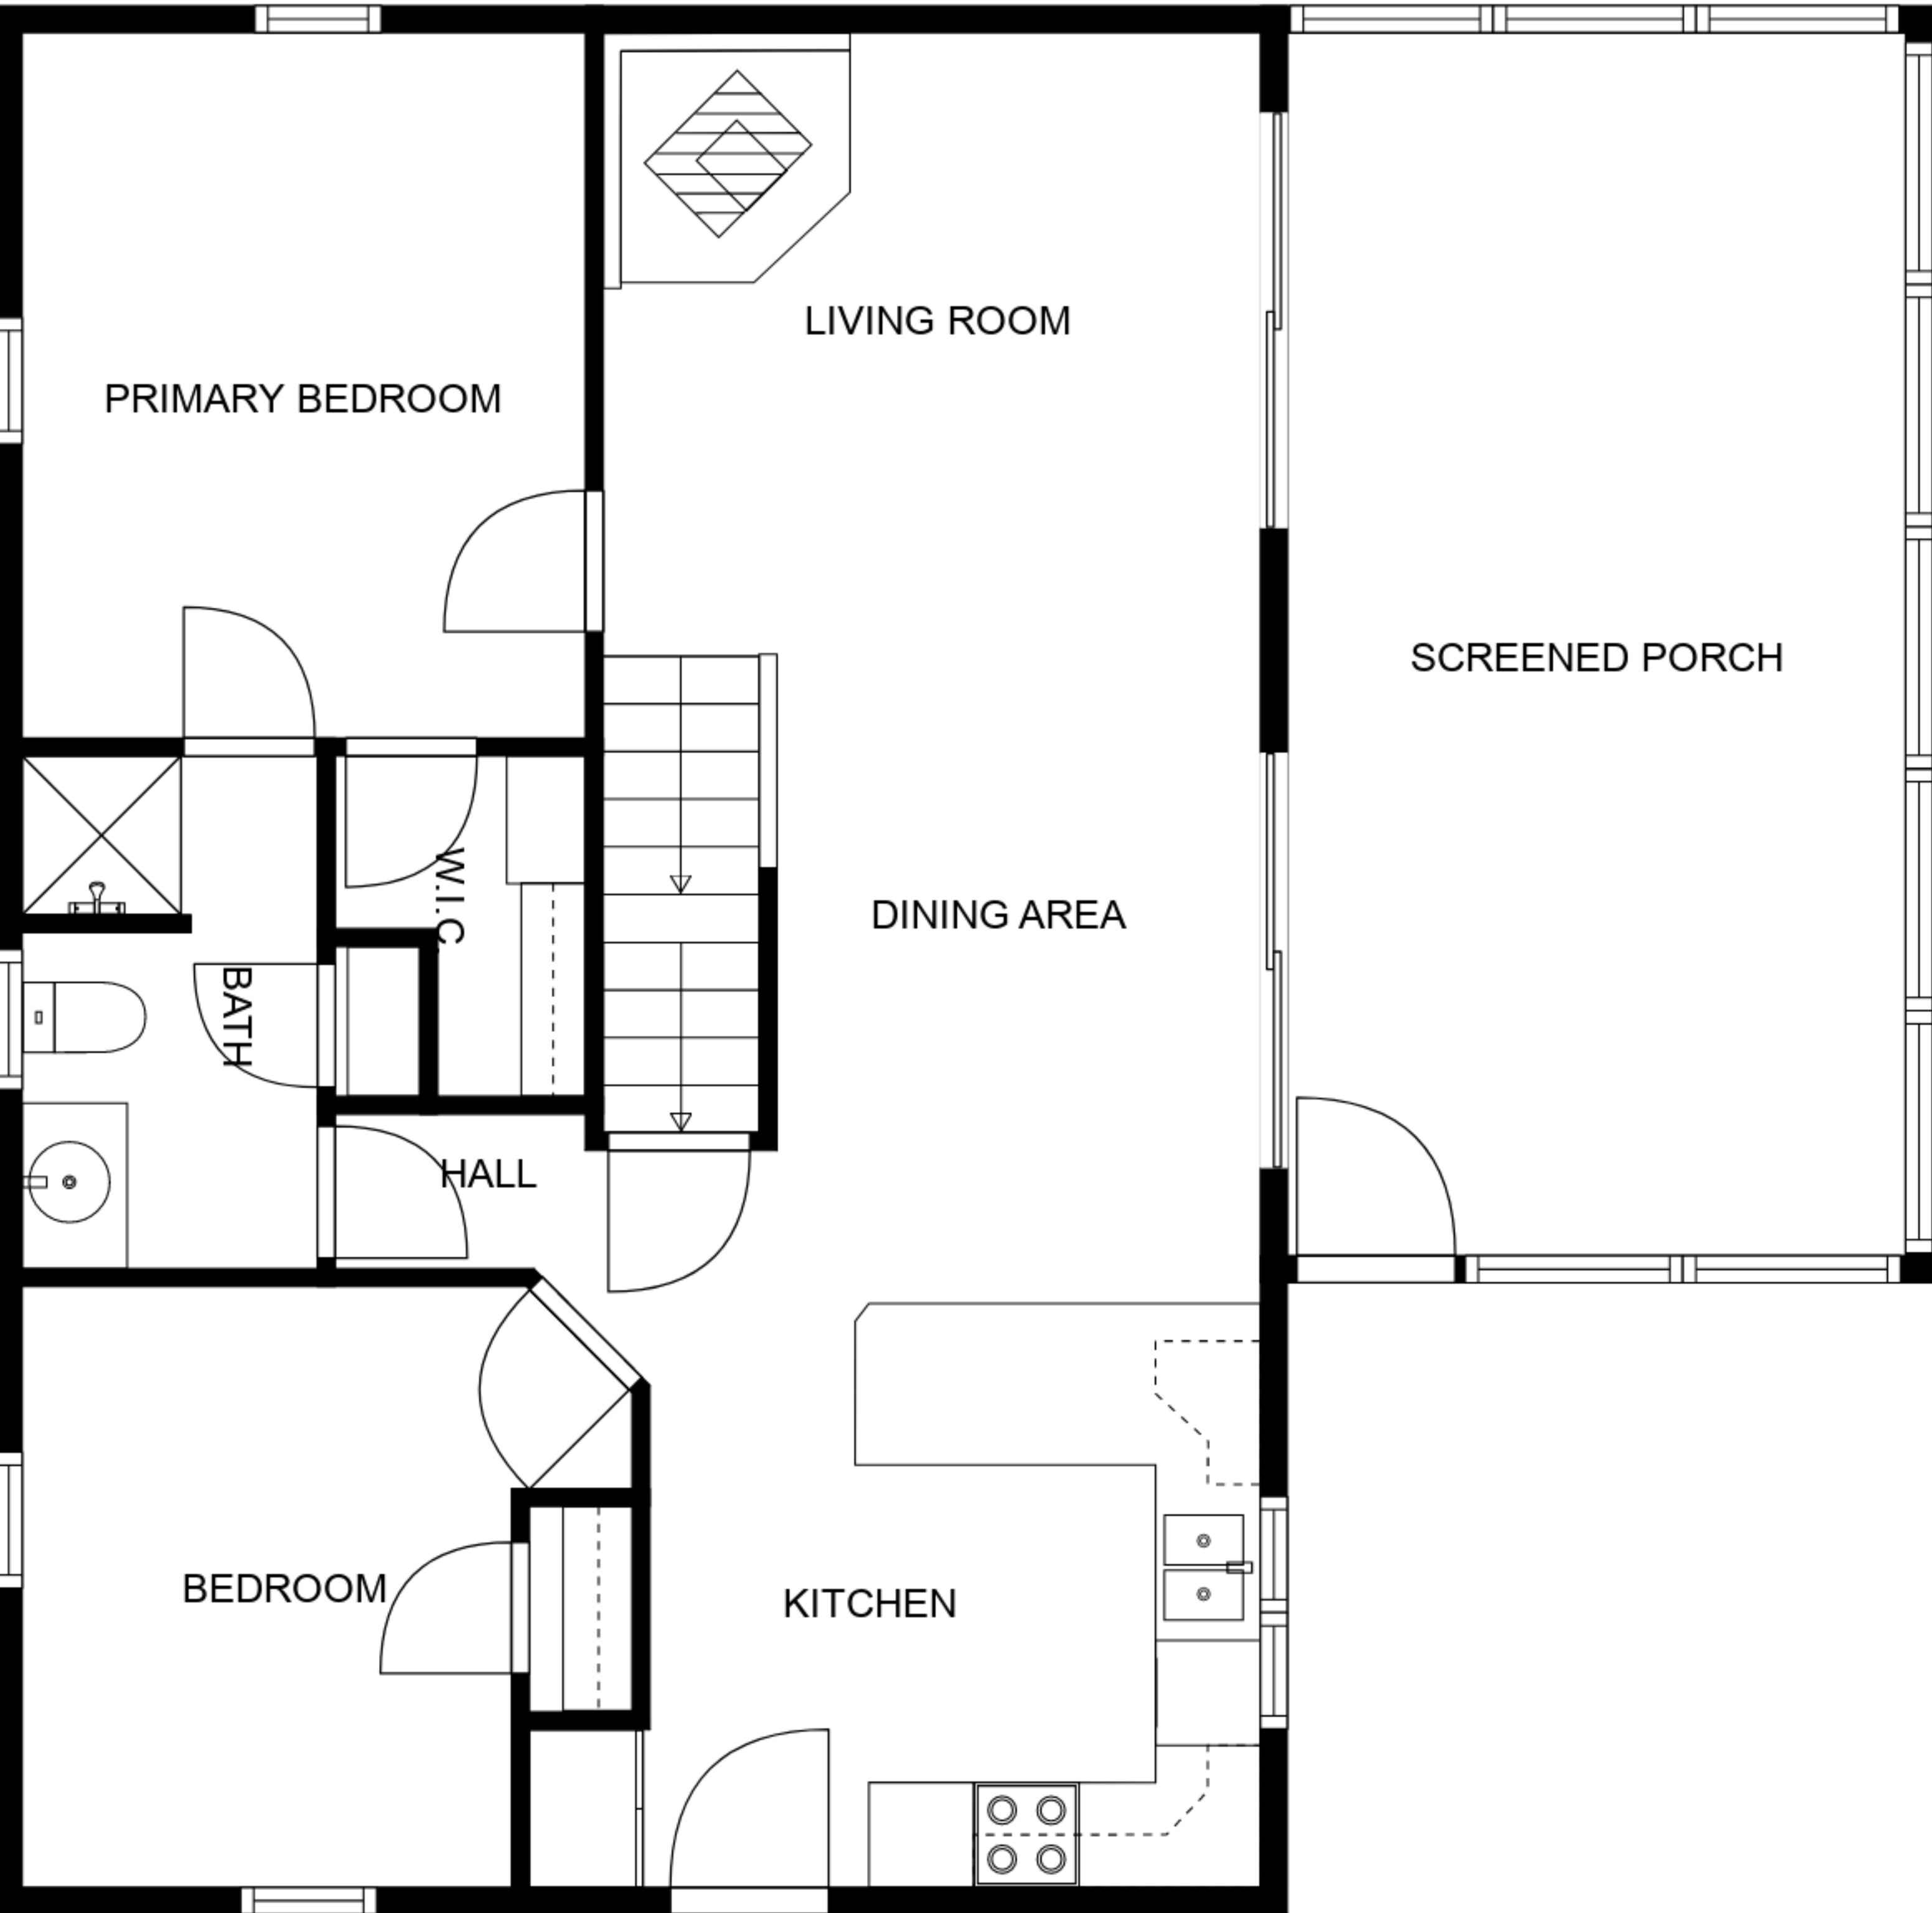 LIVING ROOM
PRIMARY BEDROOM
SCREENED PORCH
W.I.C.
DINING AREA
BATH
HALL
BEDROOM
KITCHEN